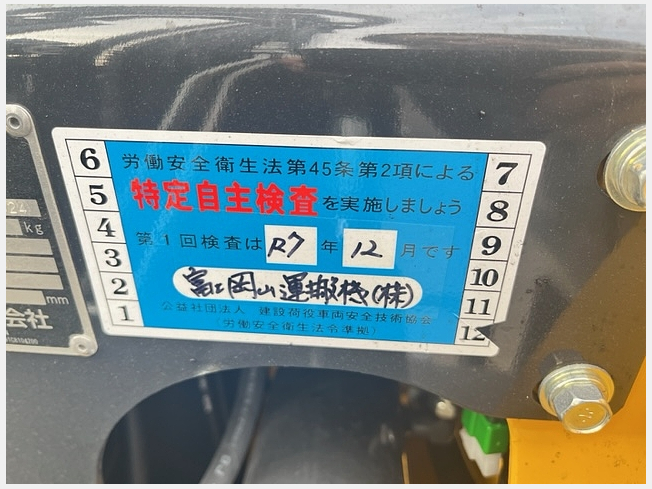 労働安全衛生法第45条第2項による
特定自主検査を実施しましょう
第1回検査は R7 年 12 月です
富士岡山運搬機(株)
公益社団法人 建設荷役車両安全技術協会
労働安全衛生法令準拠)
6
5
4
3
2
1
7
8
9
10
11
12
24
kg
mm
会社